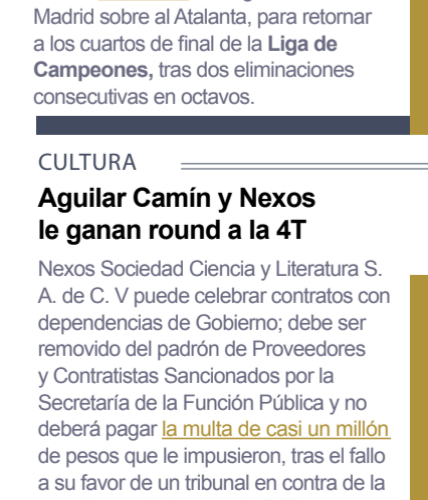 Madrid sobre al Atalanta, para retornar
a los cuartos de final de la Liga de
Campeones, tras dos eliminaciones
consecutivas en octavos.
CULTURA
Aguilar Camín y Nexos
le ganan round a la 4T
Nexos Sociedad Ciencia y Literatura S.
A. de C. V puede celebrar contratos con
dependencias de Gobierno; debe ser
removido del padrón de Proveedores
y Contratistas Sancionados por la
Secretaría de la Función Pública y no
deberá pagar la multa de casi un millón
de pesos que le impusieron, tras el fallo
a su favor de un tribunal en contra de la